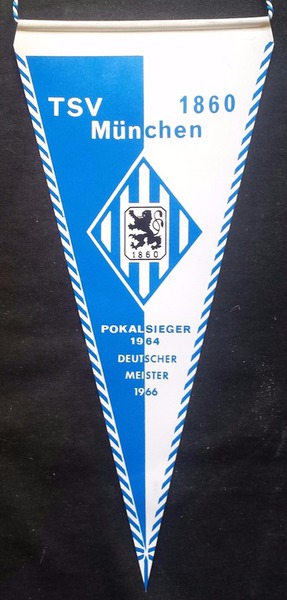 TSV 1860
München
1860
POKALSIEGER
1964
DEUTSCHER
MEISTER
1966